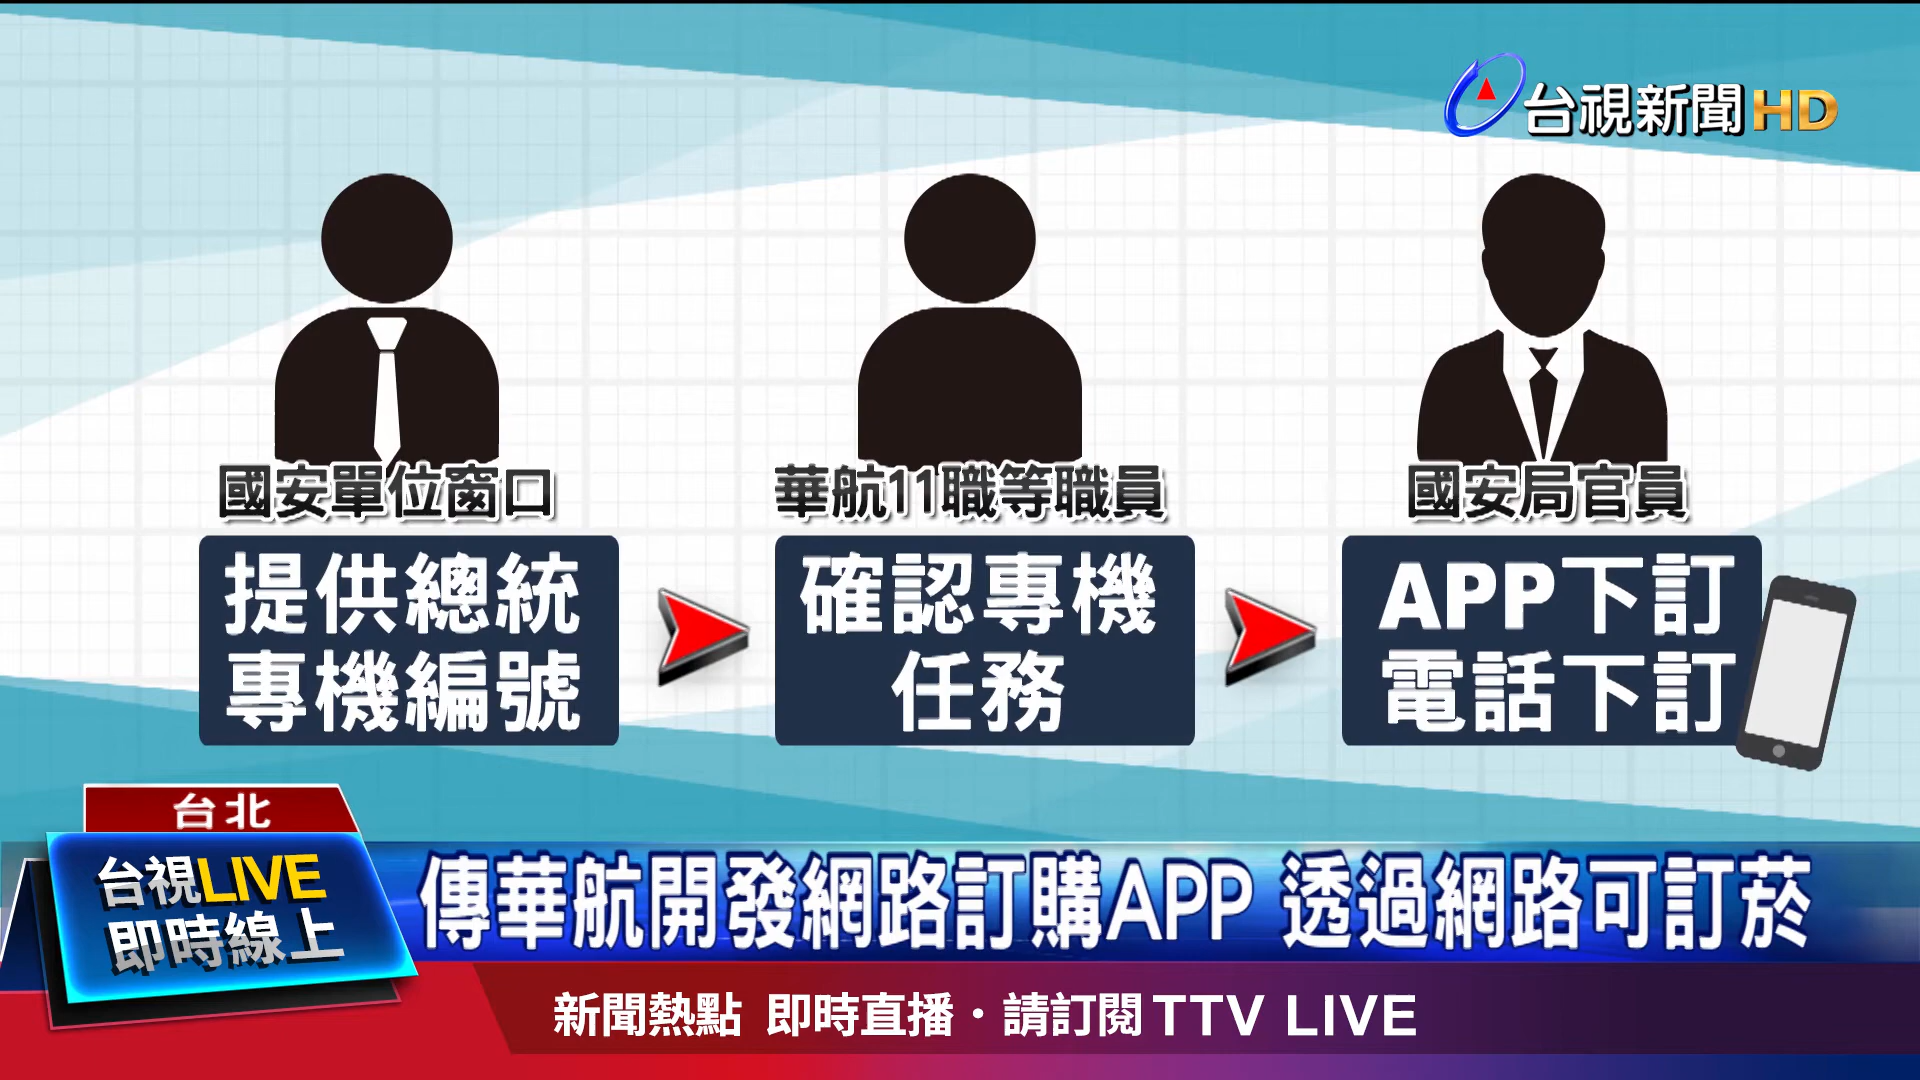 台視新聞HD
國安單位窗口
提供總統
專機編號
華航11職等職員
確認專機
任務
國安局官員
APP下訂
電話下訂
台北
台視LIVE
即時線上
傳華航開發網路訂購APP 透過網路可訂菸
新聞熱點 即時直播・請訂閱TTV LIVE